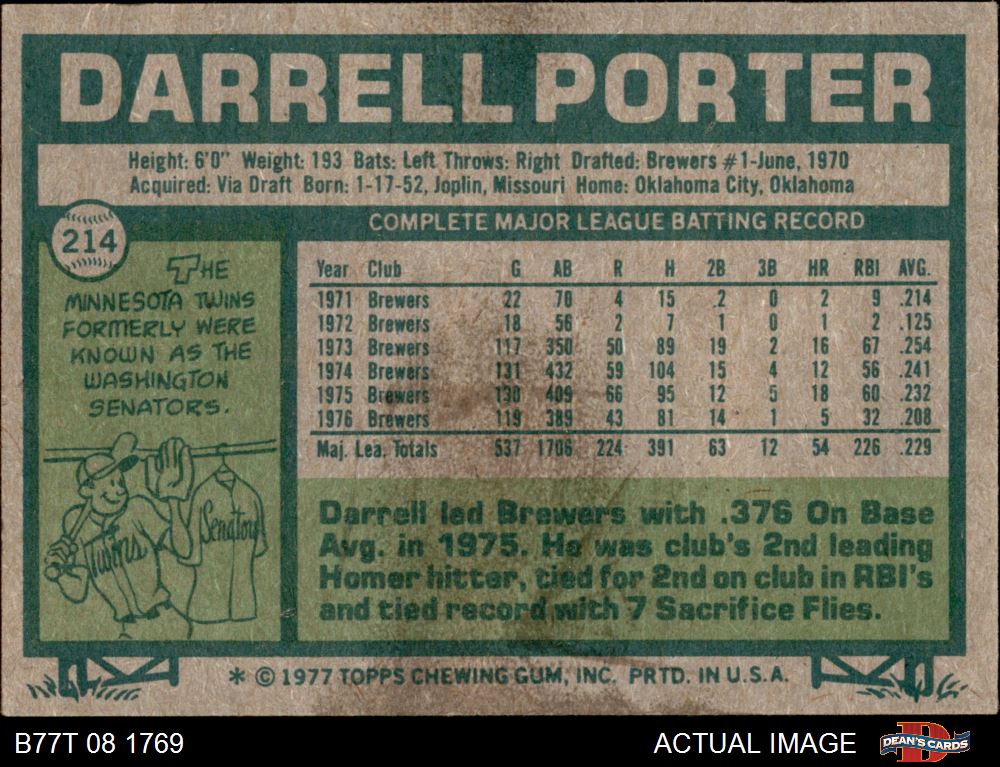 DARRELL PORTER
Height: 6'0" Weight: 193 Bats: Left Throws: Right Drafted: Brewers #1-June, 1970
Acquired: Via Draft Born: 1-17-52, Joplin, Missouri Home: Oklahoma City, Oklahoma
214
THE
MINNESOTA TWINS
FORMERLY WERE
KNOWN AS THE
WASHINGTON
SENATORS.
Twins
Senators
COMPLETE MAJOR LEAGUE BATTING RECORD
Year Club G AB R H 2B 3B HR RBI AVG.
1971 Brewers 22 70 4 15 2 0 2 9 .214
1972 Brewers 18 56 2 7 1 0 1 2 .125
1973 Brewers 117 350 50 89 19 2 16 67 .254
1974 Brewers 131 432 59 104 15 4 12 56 .241
1975 Brewers 130 409 66 95 12 5 18 60 .232
1976 Brewers 119 389 43 81 14 1 5 32 .208
Maj. Lea. Totals 537 1706 224 391 63 12 54 226 .229
Darrell led Brewers with .376 On Base
Avg. in 1975. He was club's 2nd leading
Homer hitter, tied for 2nd on club in RBI's
and tied record with 7 Sacrifice Flies.
* © 1977 TOPPS CHEWING GUM, INC. PRTD. IN U.S.A.
B77T 08 1769
ACTUAL IMAGE
DEAN'S CARDS